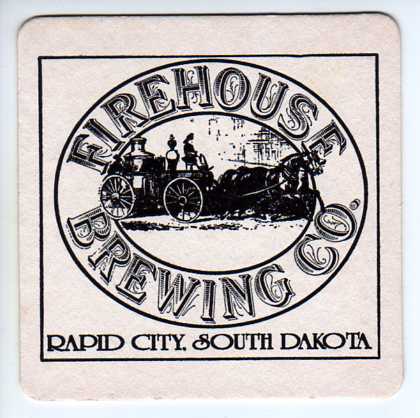 FIREHOUSE
BREWING CO.®
RAPID CITY, SOUTH DAKOTA